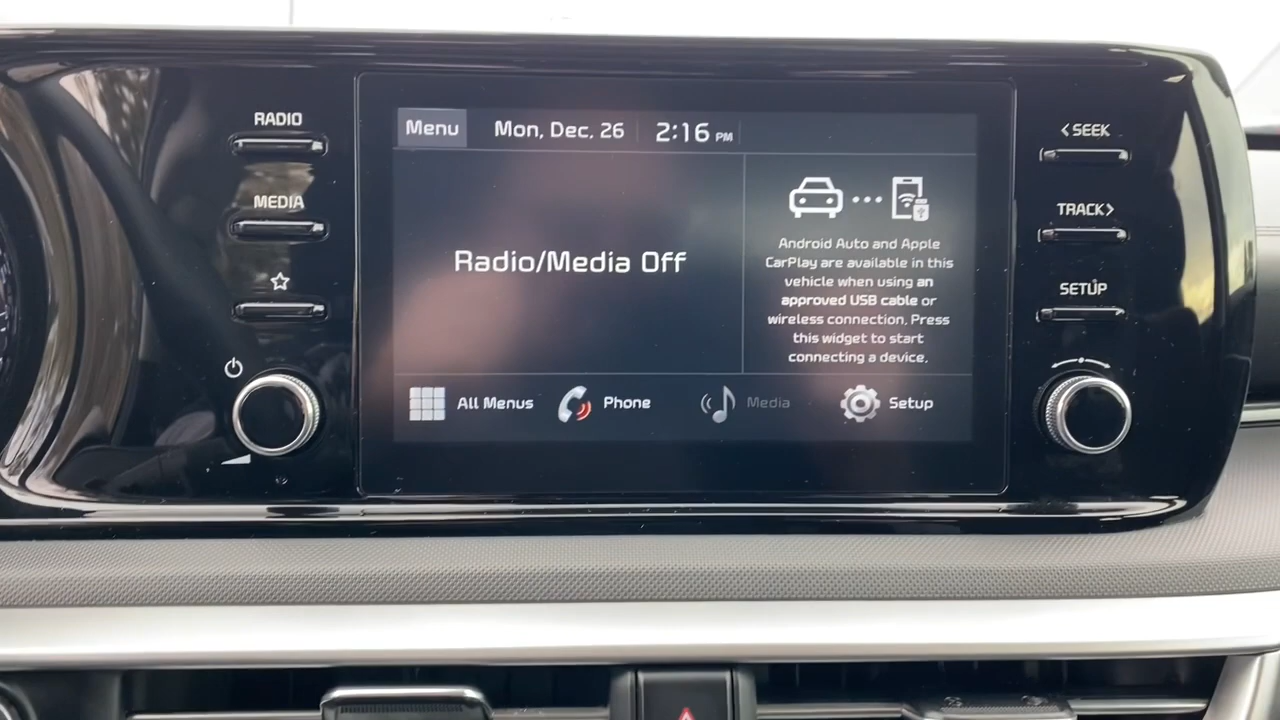 RADIO
MEDIA
Menu
Mon, Dec, 26
2:16 PM
Radio/Media Off
Android Auto and Apple
CarPlay are available in this
vehicle when using an
approved USB cable or
wireless connection. Press
this widget to start
connecting a device.
All Menus
Phone
Media
Setup
<SEEK
TRACK>
SETUP